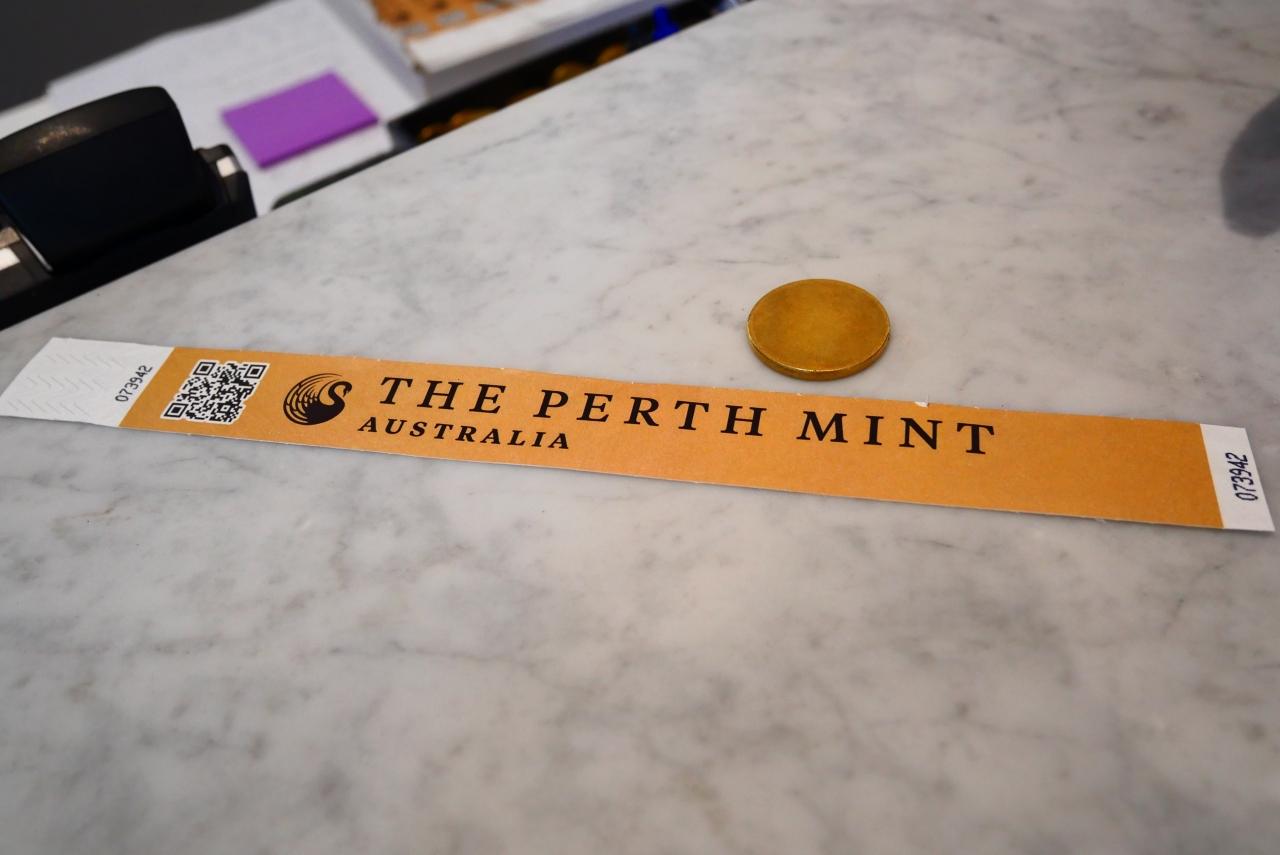 073942
THE PERTH MINT
AUSTRALIA
073942